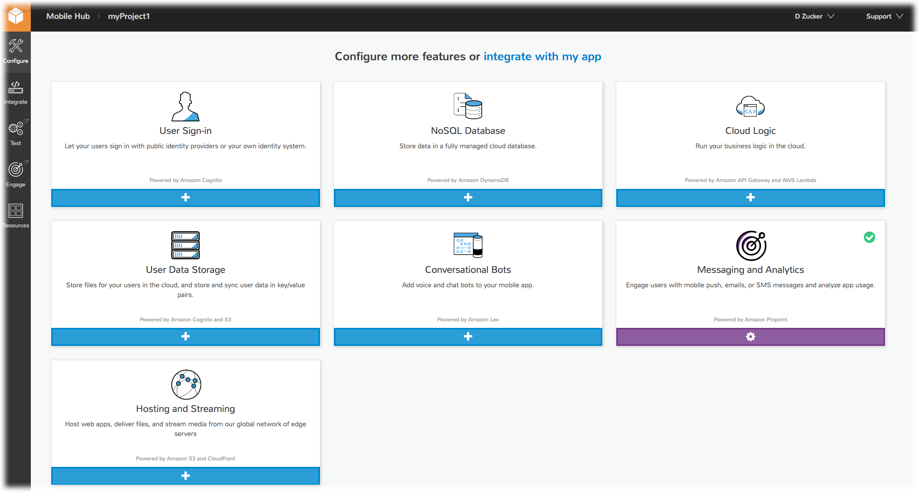 Mobile Hub > myProject1
D Zucker
Support
Configure
Integrate
Test
Engage
Resources
Configure more features or integrate with my app
User Sign-in
Let your users sign in with public identity providers or your own identity system.
Powered by Amazon Cognito
NoSQL Database
Store data in a fully managed cloud database.
Powered by Amazon DynamoDB
Cloud Logic
Run your business logic in the cloud.
Powered by Amazon API Gateway and AWS Lambda
User Data Storage
Store files for your users in the cloud, and store and sync user data in key/value
pairs.
Powered by Amazon Cognito and S3
Conversational Bots
Add voice and chat bots to your mobile app.
Powered by Amazon Lex
Messaging and Analytics
Engage users with mobile push, emails, or SMS messages and analyze app usage.
Powered by Amazon Pinpoint
Hosting and Streaming
Host web apps, deliver files, and stream media from our global network of edge
servers
Powered by Amazon S3 and CloudFront